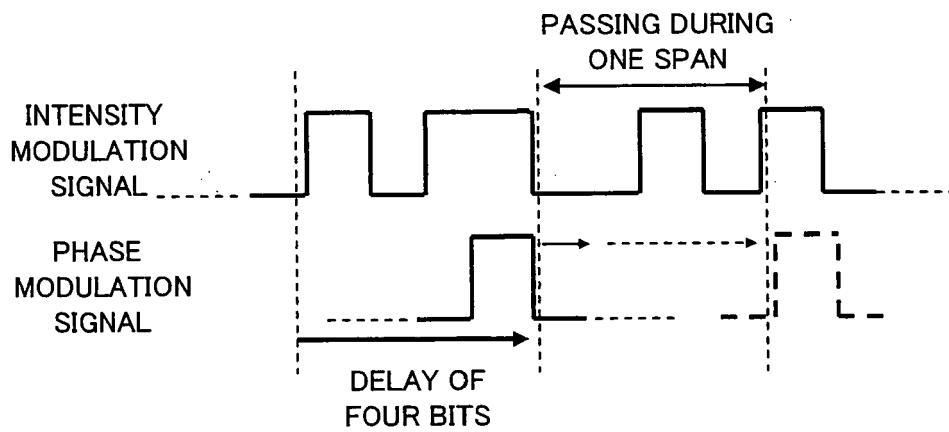 PASSING DURING
ONE SPAN
INTENSITY
MODULATION
SIGNAL
PHASE
MODULATION
SIGNAL
DELAY OF
FOUR BITS